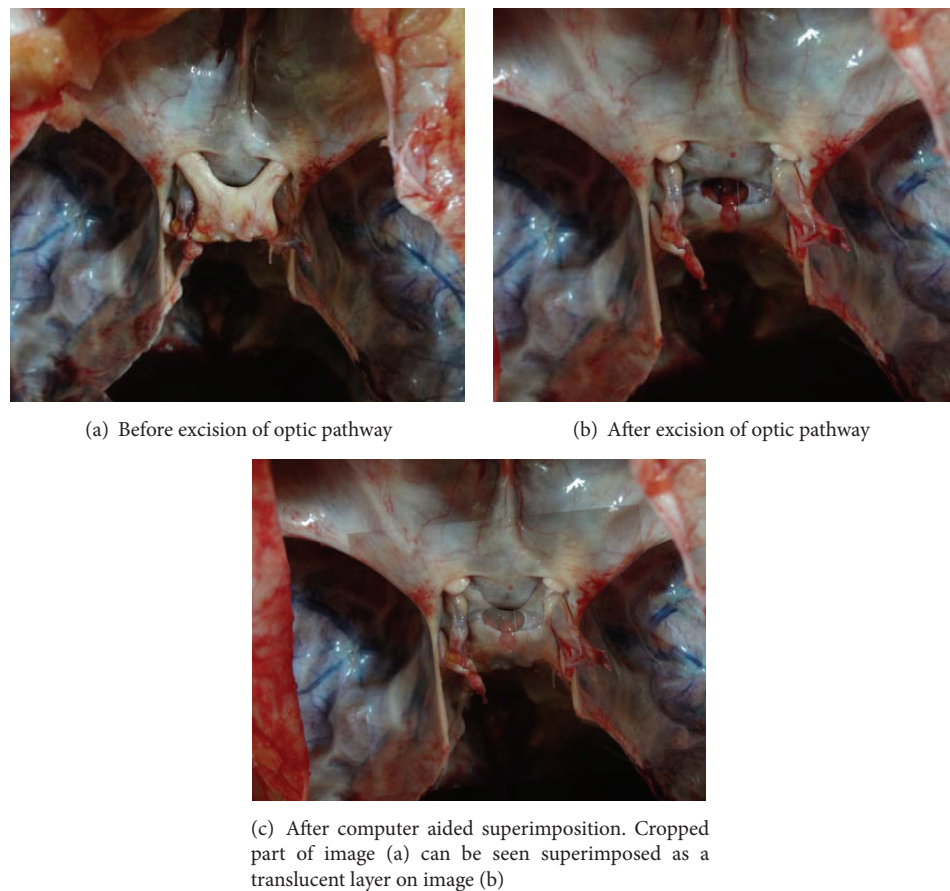 (a) Before excision of optic pathway
(b) After excision of optic pathway
(c) After computer aided superimposition. Cropped
part of image (a) can be seen superimposed as a
translucent layer on image (b)